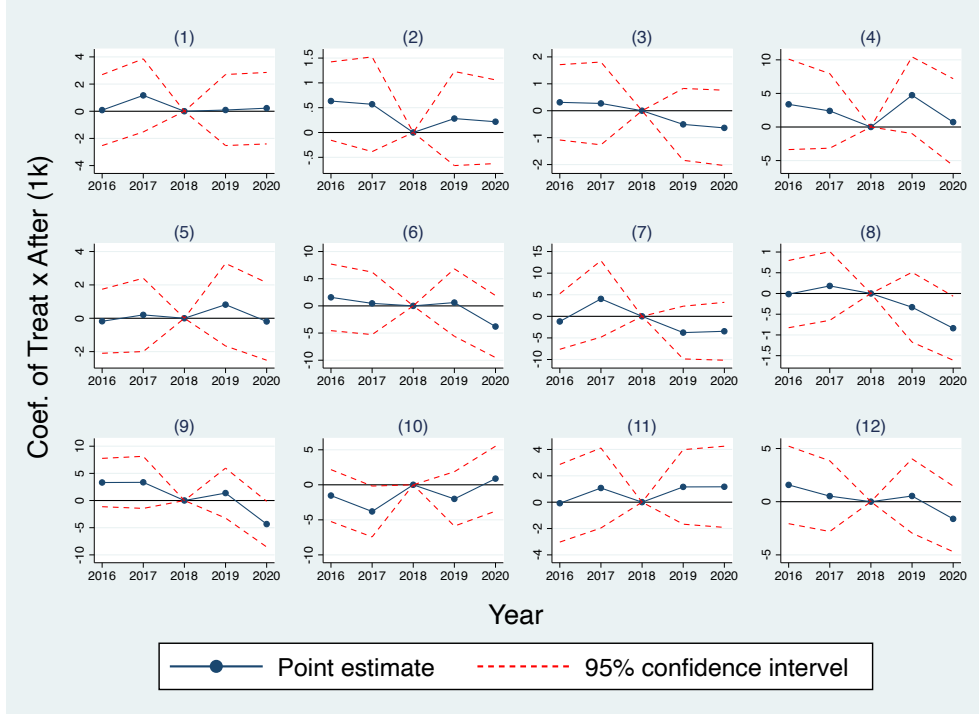 (1) (2) (3) (4)
4 1.5 2 10
2 1 1 5
0 .5 0 0
-2 0 -1 -5
-4 -.5 -2
2016 2017 2018 2019 2020 2016 2017 2018 2019 2020 2016 2017 2018 2019 2020 2016 2017 2018 2019 2020
(5) (6) (7) (8)
4 10 15 1
2 5 10 .5
0 0 5 0
-2 -5 0 -.5
-10 -5 -1
-10 -1.5
2016 2017 2018 2019 2020 2016 2017 2018 2019 2020 2016 2017 2018 2019 2020 2016 2017 2018 2019 2020
Coef. of Treat x After (1k)
(9) (10) (11) (12)
10 5 4 5
5 0 2 0
0 -5 0 -5
-5 -10 -2
-10 -4
2016 2017 2018 2019 2020 2016 2017 2018 2019 2020 2016 2017 2018 2019 2020 2016 2017 2018 2019 2020
Year
Point estimate 95% confidence intervel